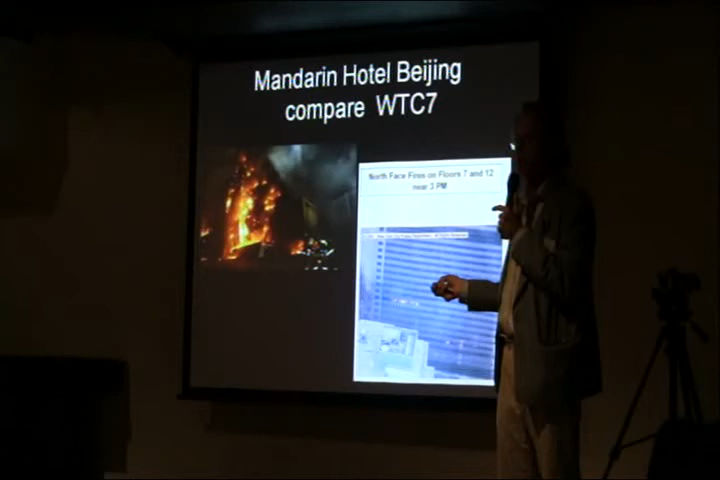 Mandarin Hotel Beijing
compare WTC7
North Face Fires on Floors 7 and 12
near 3 PM